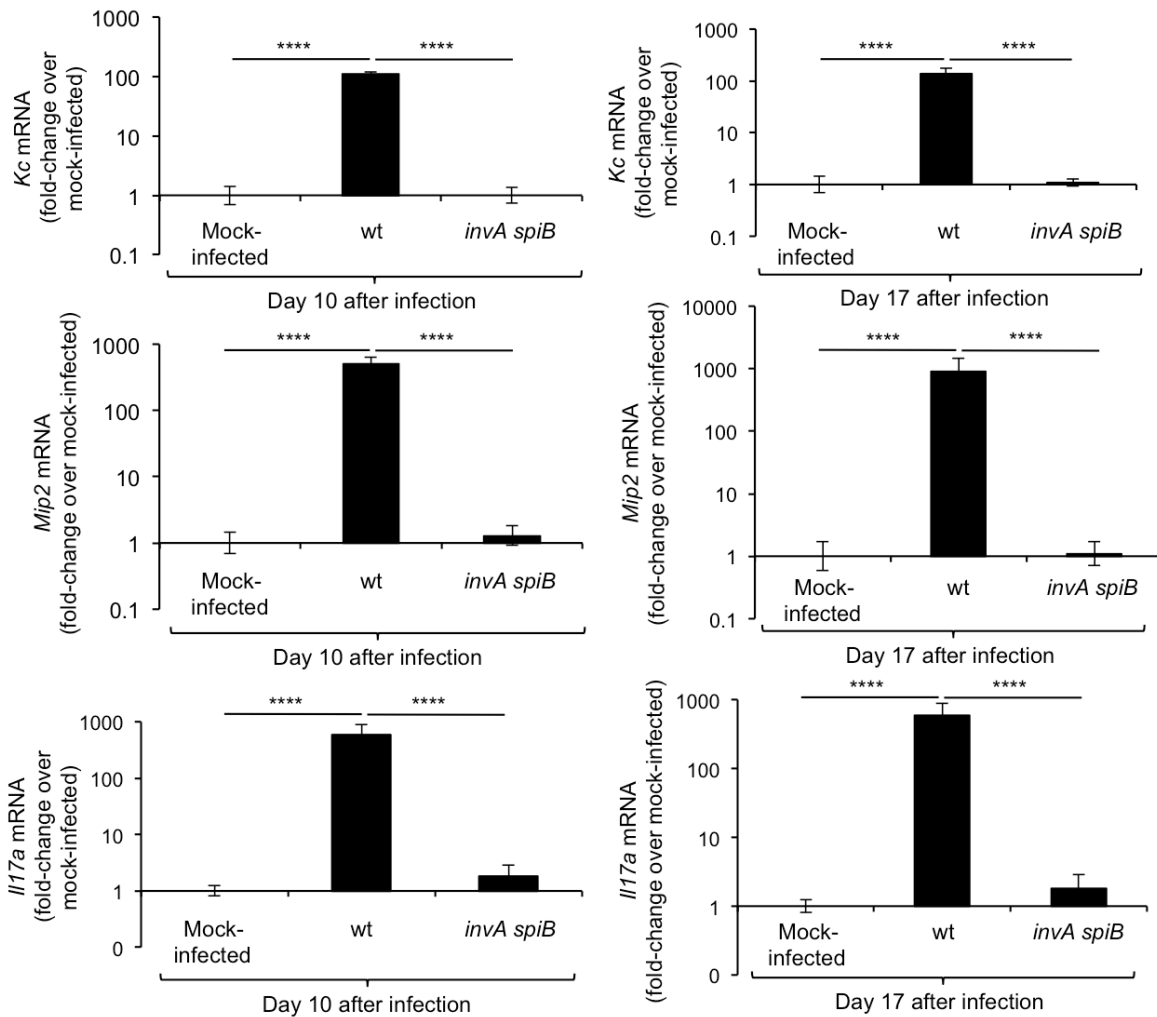 Kc mRNA
(fold-change over
mock-infected)
1000
100
10
1
0.1
****
****
Mock-
infected
wt
invA spiB
Day 10 after infection
Kc mRNA
(fold-change over
mock-infected)
1000
100
10
1
0.1
****
****
Mock-
infected
wt
invA spiB
Day 17 after infection
Mip2 mRNA
(fold-change over mock-infected)
1000
100
10
1
0.1
****
****
Mock-
infected
wt
invA spiB
Day 10 after infection
Mip2 mRNA
(fold-change over mock-infected)
10000
1000
100
10
1
0.1
****
****
Mock-
infected
wt
invA spiB
Day 17 after infection
Il17a mRNA
(fold-change over
mock-infected)
1000
100
10
1
0
****
****
Mock-
infected
wt
invA spiB
Day 10 after infection
Il17a mRNA
(fold-change over mock-infected)
1000
100
10
1
0
****
****
Mock-
infected
wt
invA spiB
Day 17 after infection